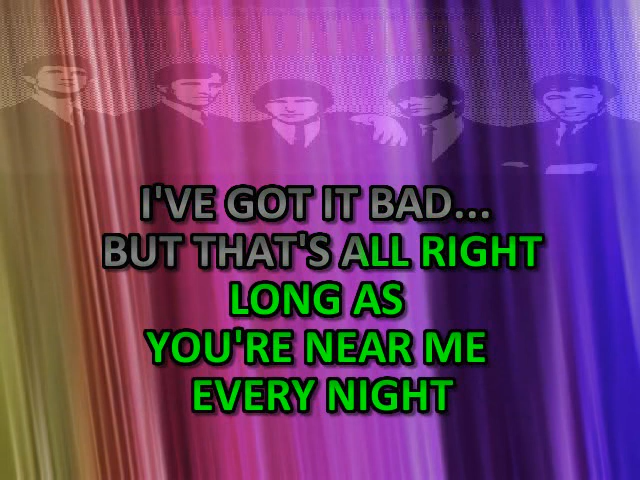 I'VE GOT IT BAD...
BUT THAT'S ALL RIGHT
LONG AS
YOU'RE NEAR ME
EVERY NIGHT